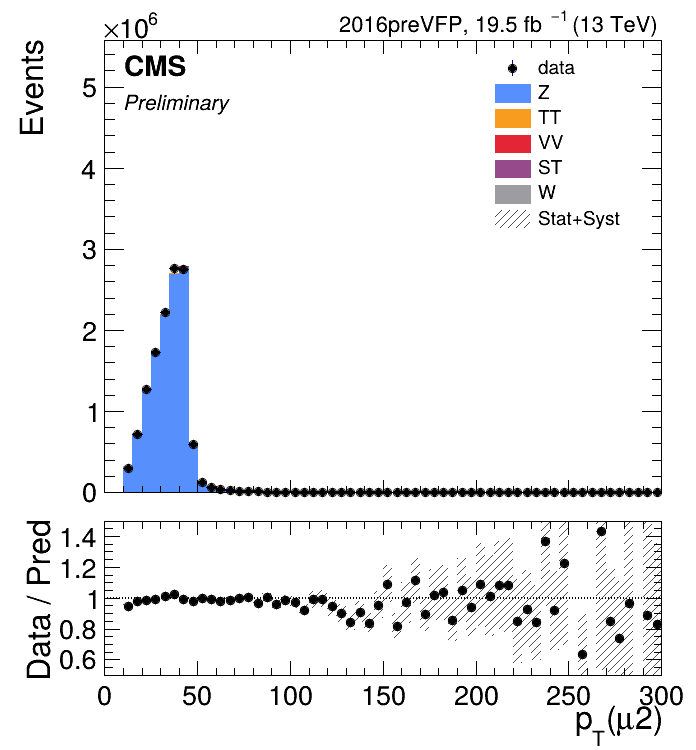 ×10⁶
2016preVFP, 19.5 fb⁻¹ (13 TeV)
Events
CMS
Preliminary
data
Z
TT
VV
ST
W
Stat+Syst
5
4
3
2
1
0
Data / Pred
1.4
1.2
1
0.8
0.6
0 50 100 150 200 250 300
p_T(μ2)